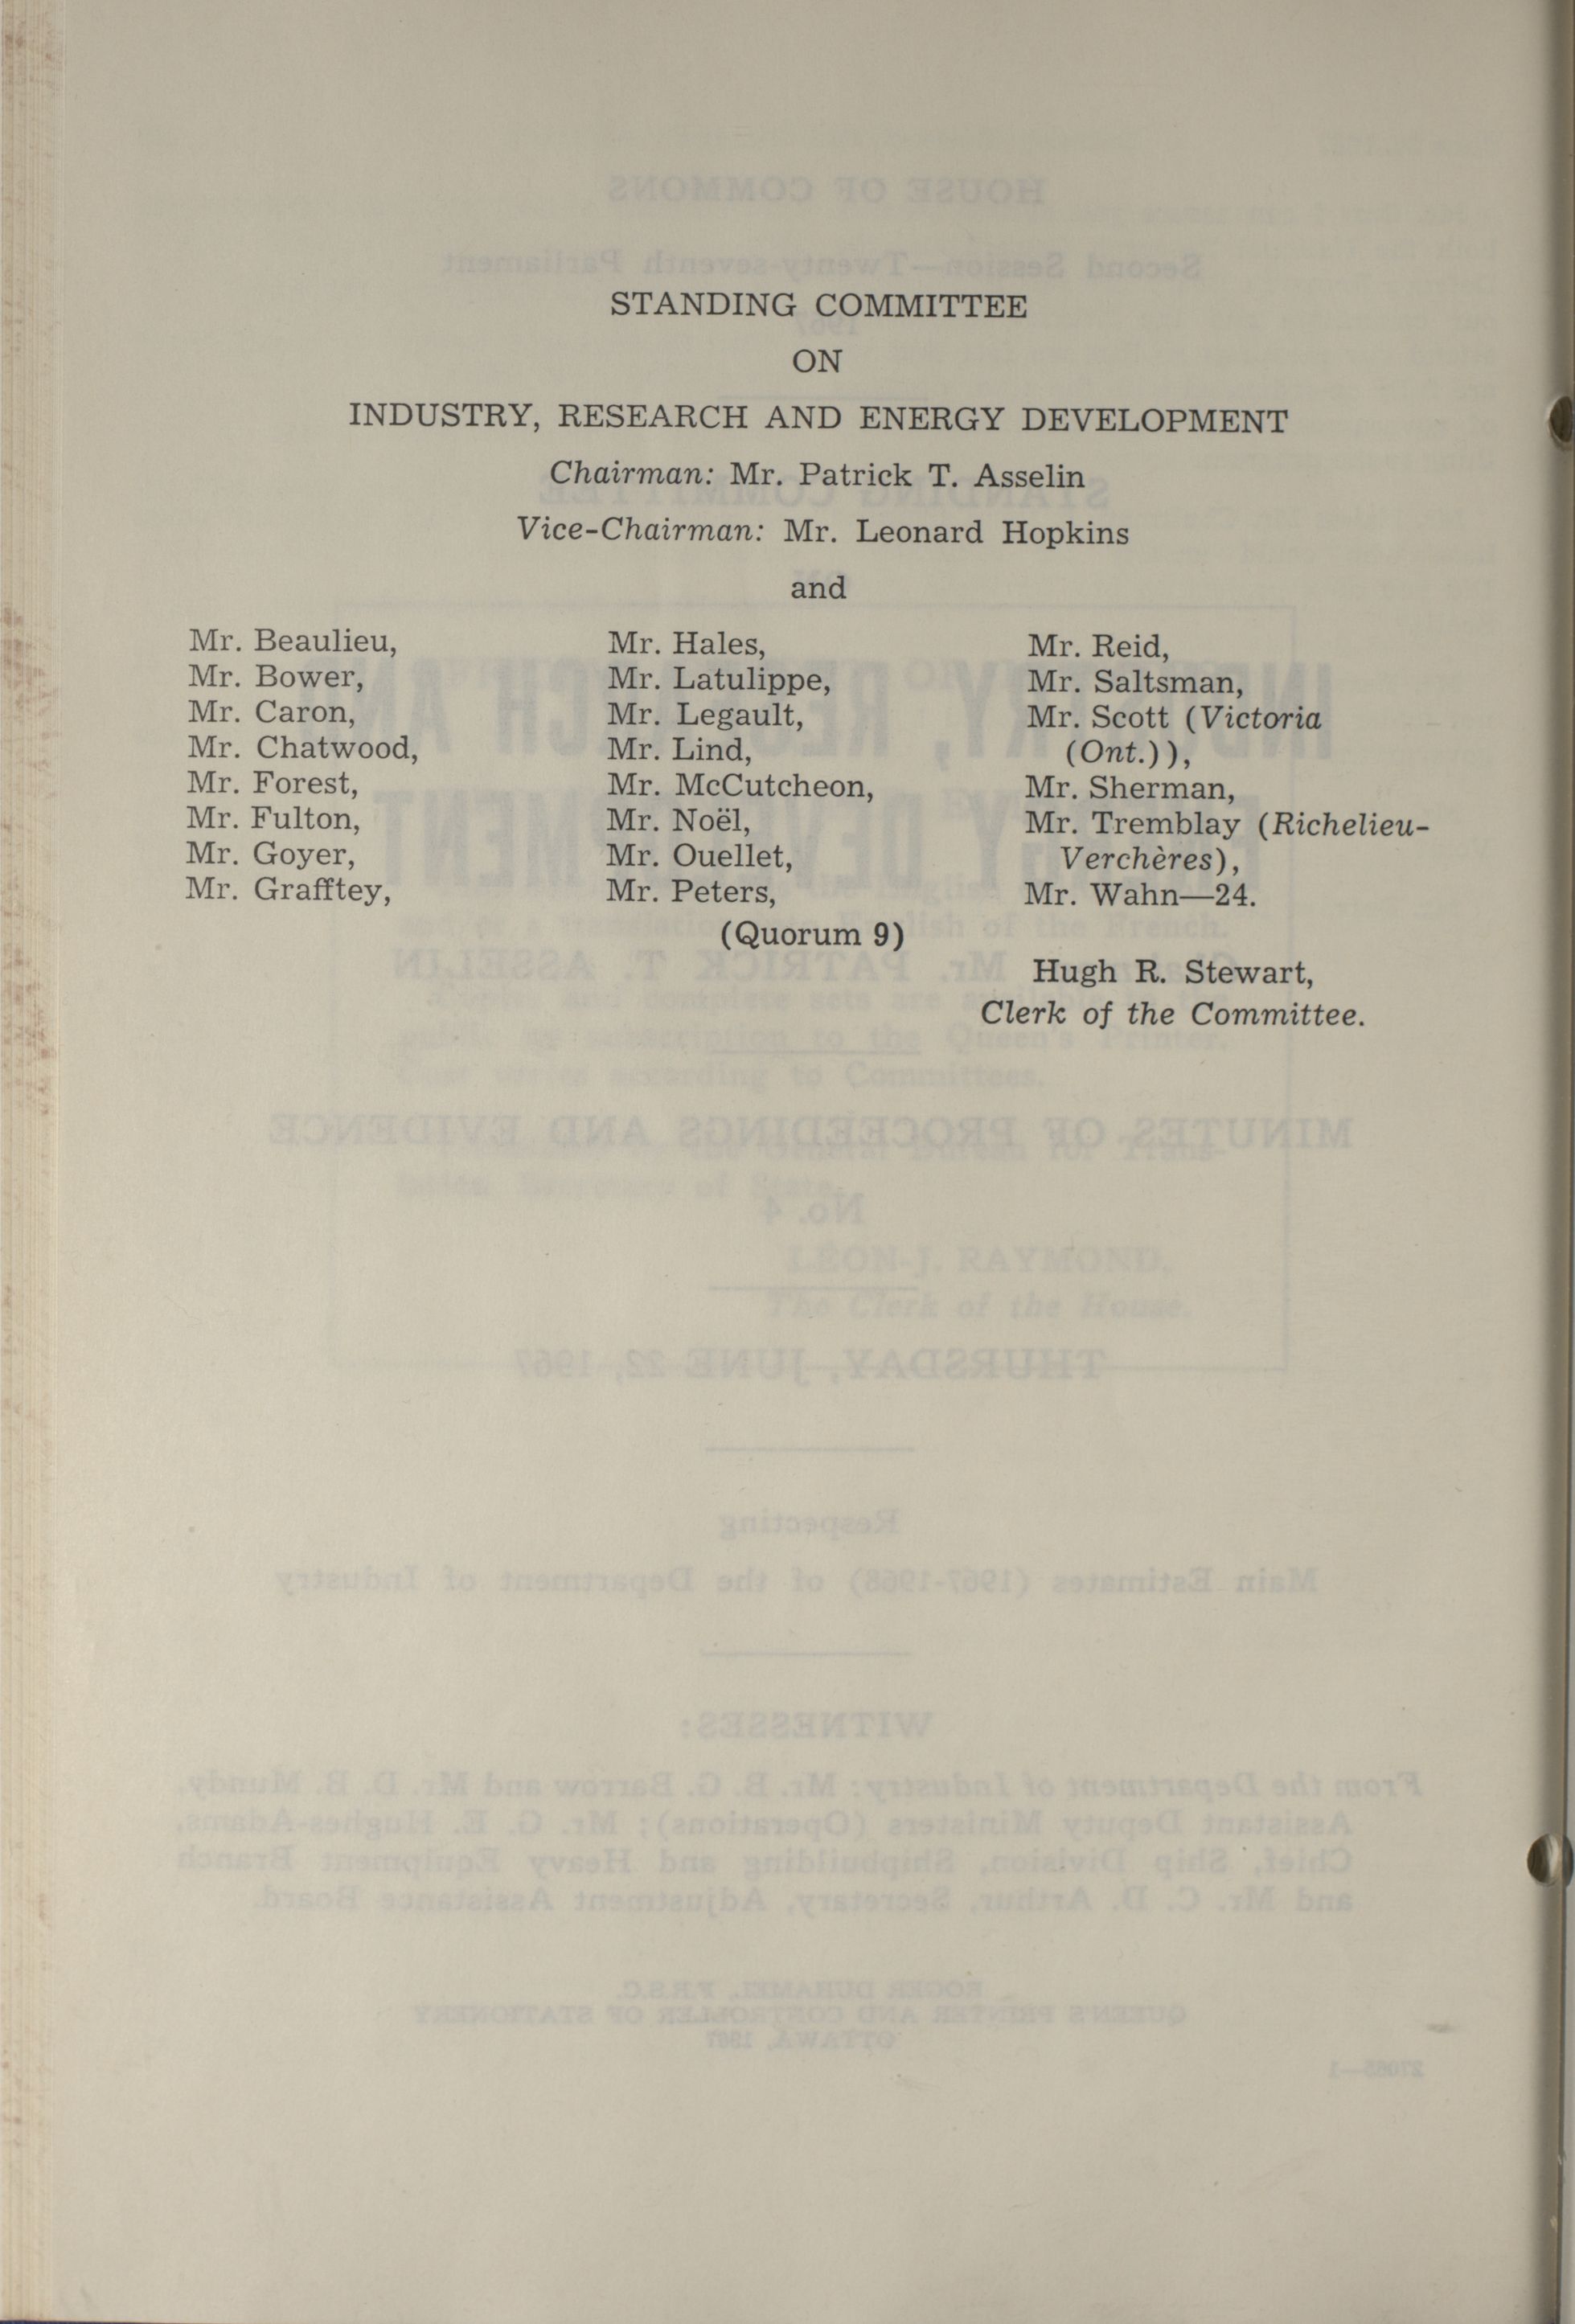 STANDING COMMITTEE
ON
INDUSTRY, RESEARCH AND ENERGY DEVELOPMENT
Chairman: Mr. Patrick T. Asselin
Vice-Chairman: Mr. Leonard Hopkins
and
Mr. Beaulieu,
Mr. Bower,
Mr. Caron,
Mr. Chatwood,
Mr. Forest,
Mr. Fulton,
Mr. Goyer,
Mr. Grafftey,
Mr. Hales,
Mr. Latulippe,
Mr. Legault,
Mr. Lind,
Mr. McCutcheon,
Mr. Noël,
Mr. Ouellet,
Mr. Peters,
Mr. Reid,
Mr. Saltsman,
Mr. Scott (Victoria
(Ont.)),
Mr. Sherman,
Mr. Tremblay (Richelieu-
Verchères),
Mr. Wahn—24.
(Quorum 9)
Hugh R. Stewart,
Clerk of the Committee.